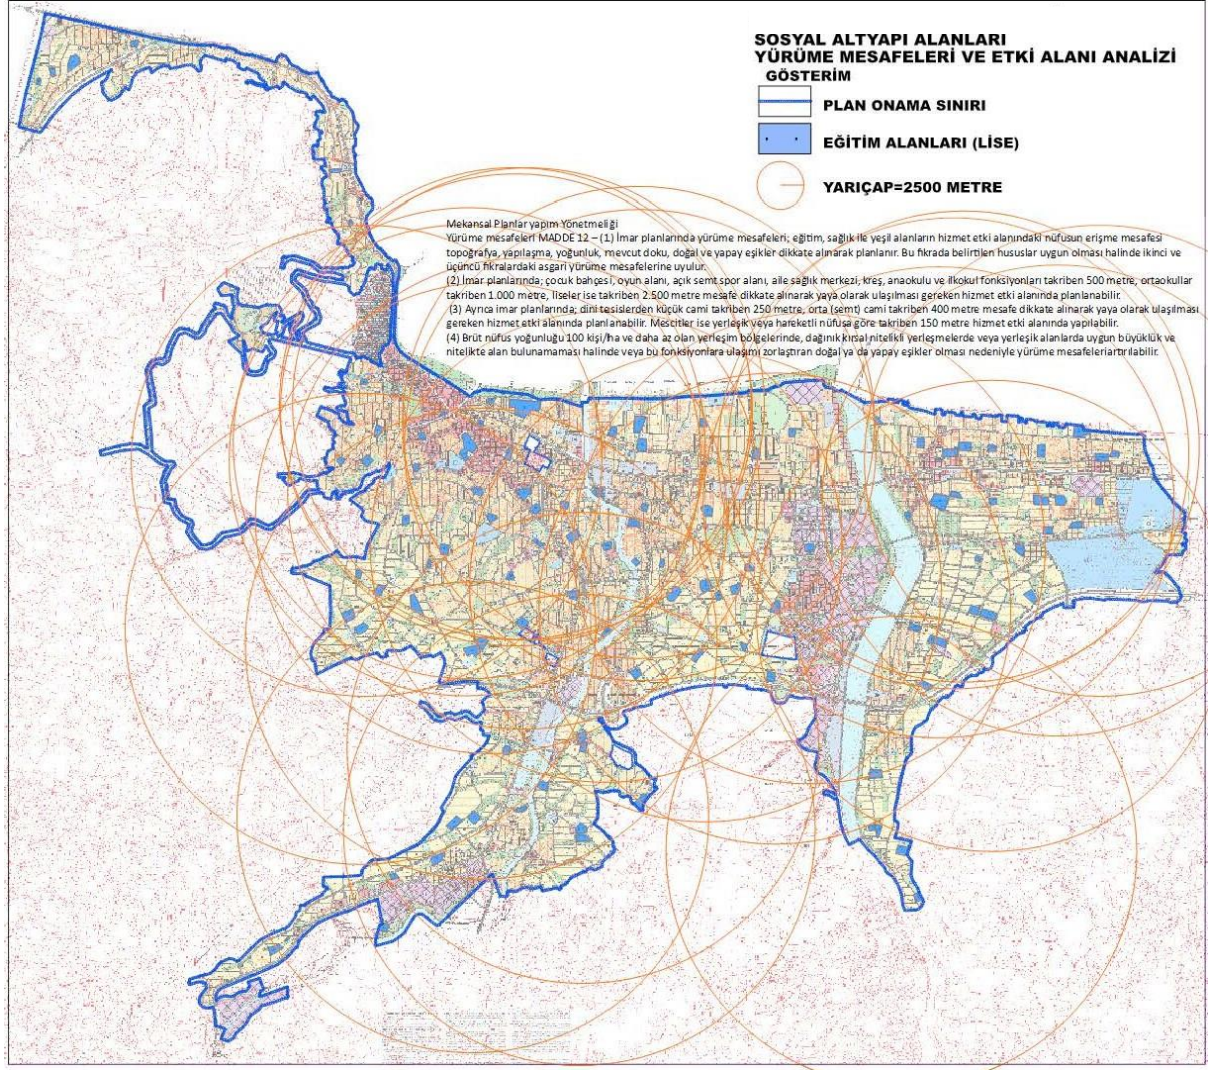 SOSYAL ALTYAPI ALANLARI
YÜRÜME MESAFELERİ VE ETKİ ALANI ANALİZİ
GÖSTERİM
PLAN ONAMA SINIRI
EĞİTİM ALANLARI (LİSE)
YARIÇAP=2500 METRE
Mekansal Planlar yapım Yönetmeliği
Yürüme mesafeleri MADDE 12 – (1) İmar planlarında yürüme mesafeleri; eğitim, sağlık ile yeşil alanların hizmet etki alanındaki nüfusun erişme mesafesi
topoğrafya, yapılaşma, yoğunluk, mevcut doku, doğal ve yapay eşikler dikkate alınarak planlanır. Bu fıkrada belirtilen hususlar uygun olması halinde ikinci ve
üçüncü fıkralardaki asgari yürüme mesafelerine uyulur.
(2) İmar planlarında; çocuk bahçesi, oyun alanı, açık semt spor alanı, aile sağlık merkezi, kreş, anaokulu ve ilkokul fonksiyonları takriben 500 metre, ortaokullar
takriben 1.000 metre, liseler ise takriben 2.500 metre mesafe dikkate alınarak yaya olarak ulaşılması gereken hizmet etki alanında planlanabilir.
(3) Ayrıca imar planlarında; dini tesislerden küçük cami takriben 250 metre, orta (semt) cami takriben 400 metre mesafe dikkate alınarak yaya olarak ulaşılması
gereken hizmet etki alanında planlanabilir. Mescitler ise yerleşik veya hareketli nüfusa göre takriben 150 metre hizmet etki alanında yapılabilir.
(4) Brüt nüfus yoğunluğu 100 kişi/ha ve daha az olan yerleşim bölgelerinde, dağınık kırsal nitelikli yerleşmelerde veya yerleşik alanlarda uygun büyüklük ve
nitelikte alan bulunamaması halinde veya bu fonksiyonlara ulaşımı zorlaştıran doğal ya da yapay eşikler olması nedeniyle yürüme mesafeleri artırılabilir.